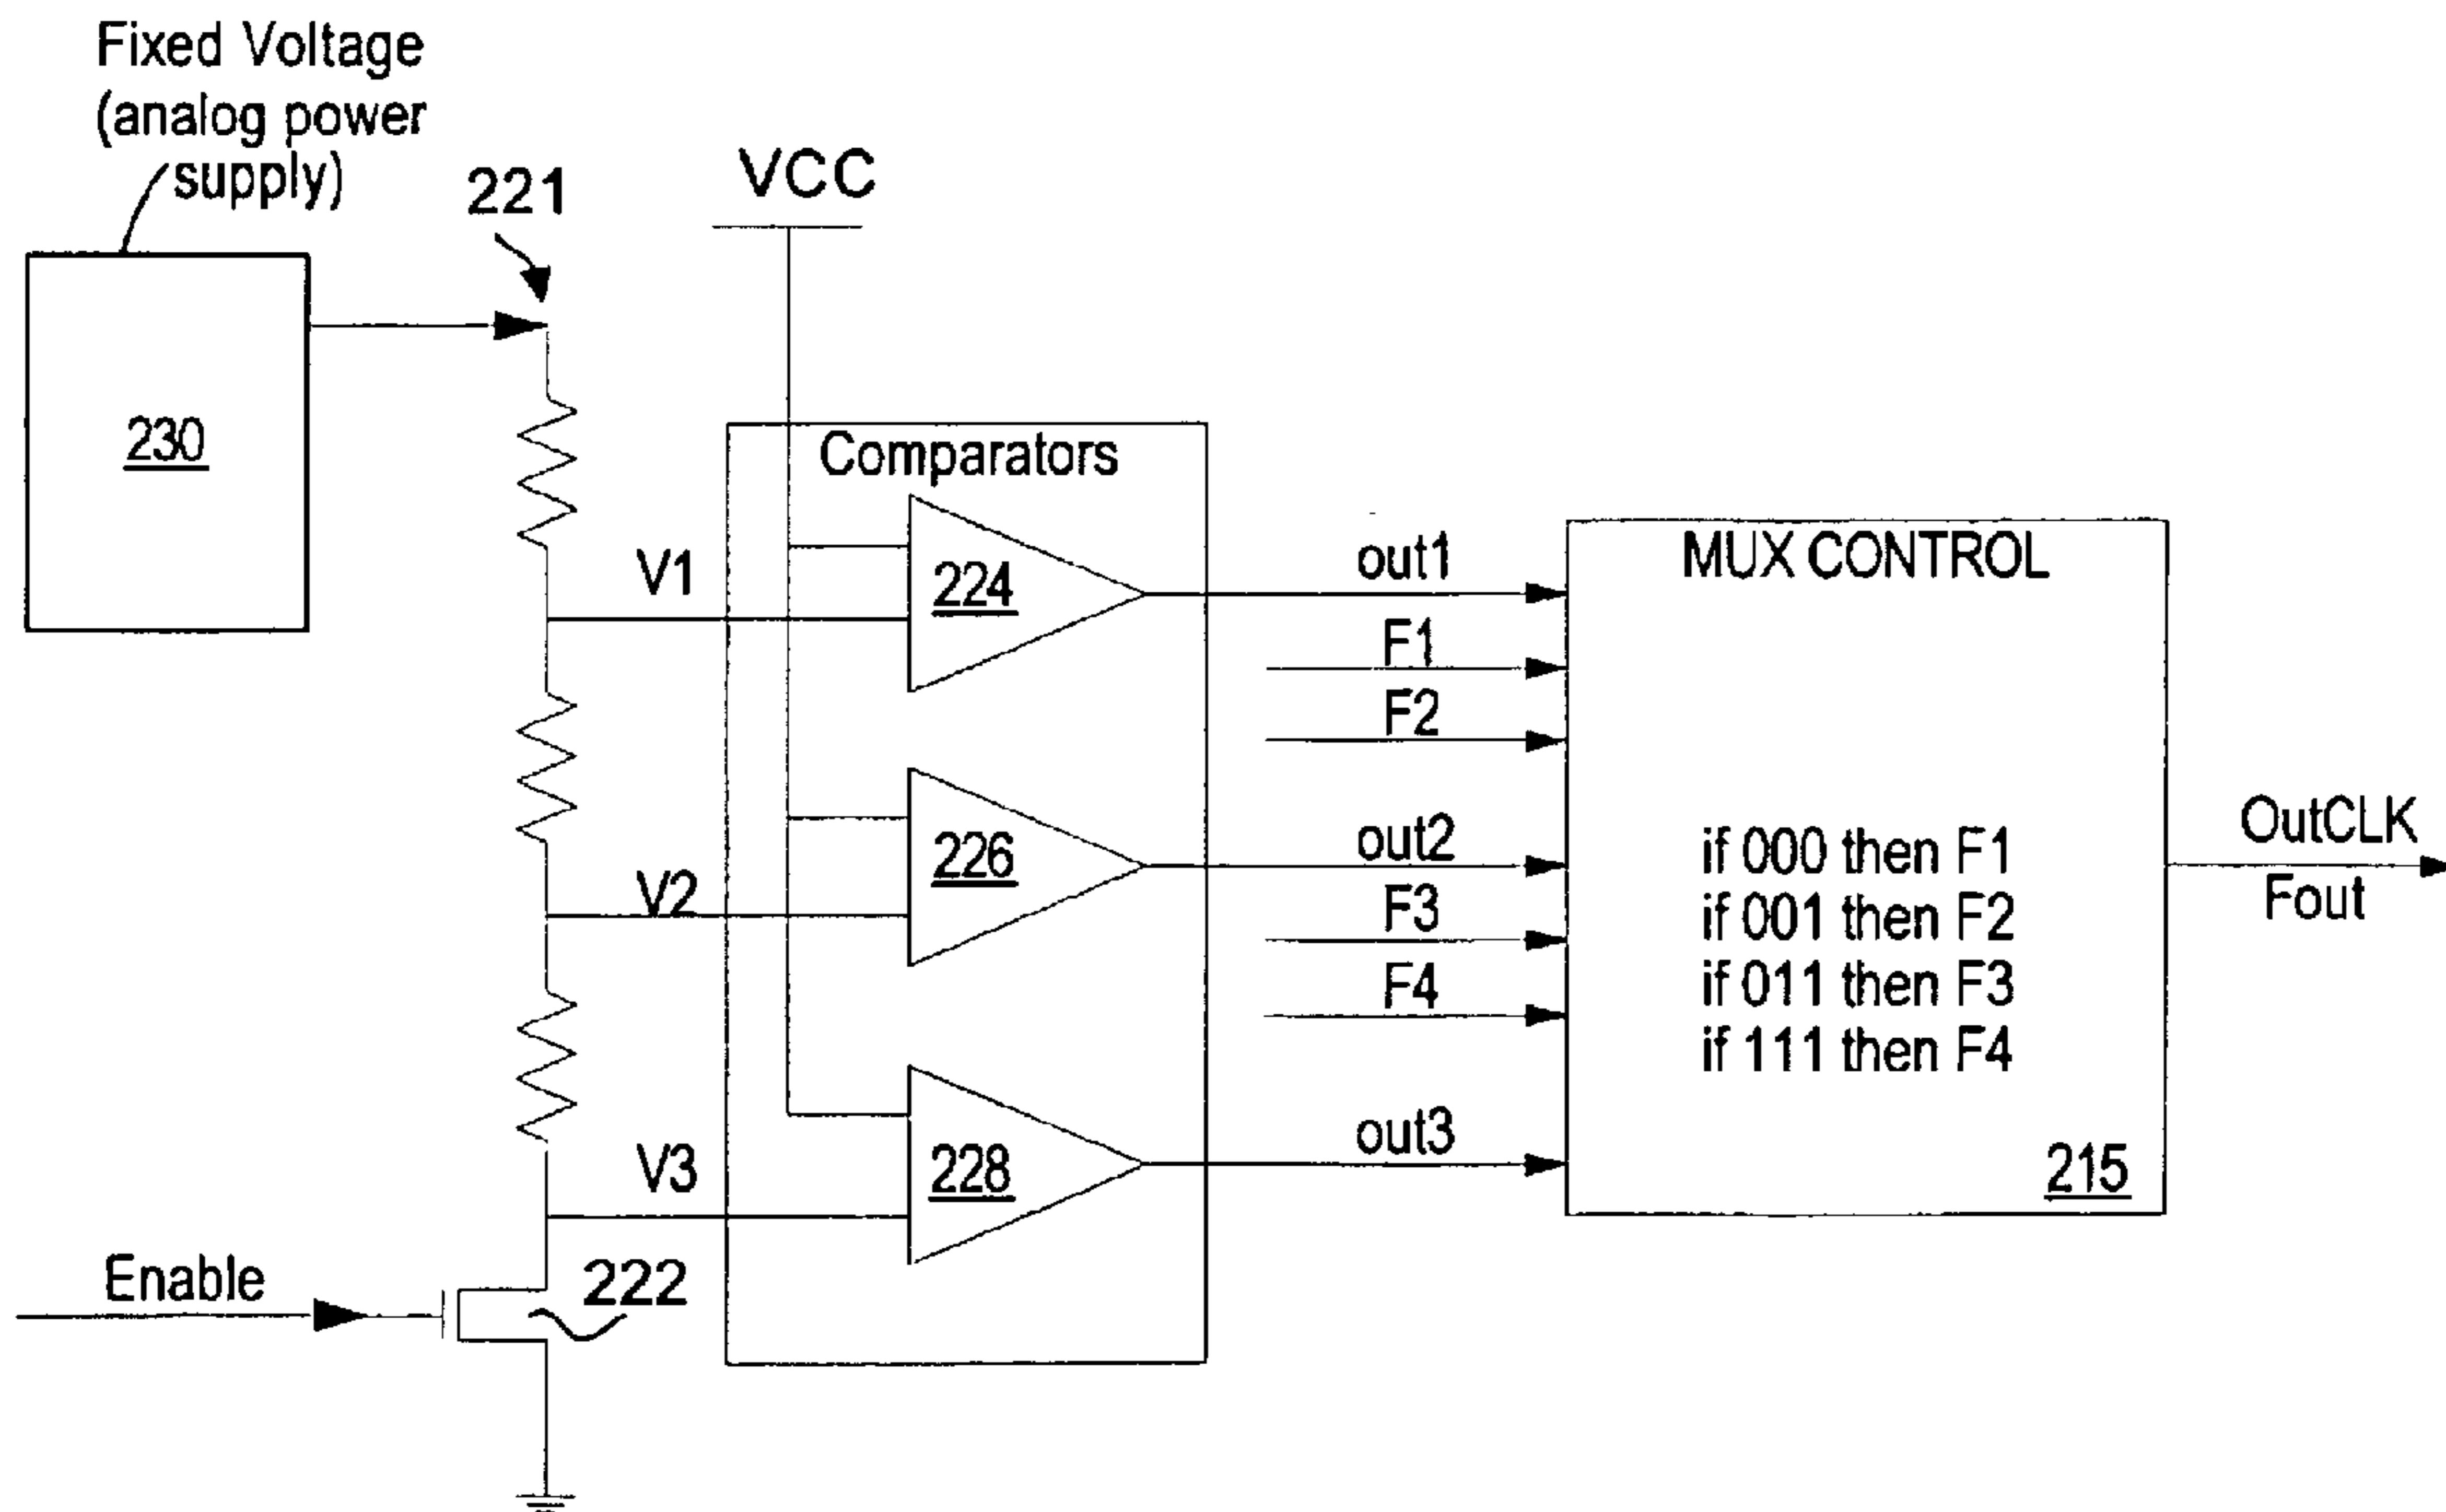 Fixed Voltage
(analog power
supply)
221
VCC
230
Comparators
V1
224
out1
MUX CONTROL
F1
F2
V2
226
out2
F3
F4
if 000 then F1
if 001 then F2
if 011 then F3
if 111 then F4
OutCLK
Fout
V3
228
out3
215
Enable
222